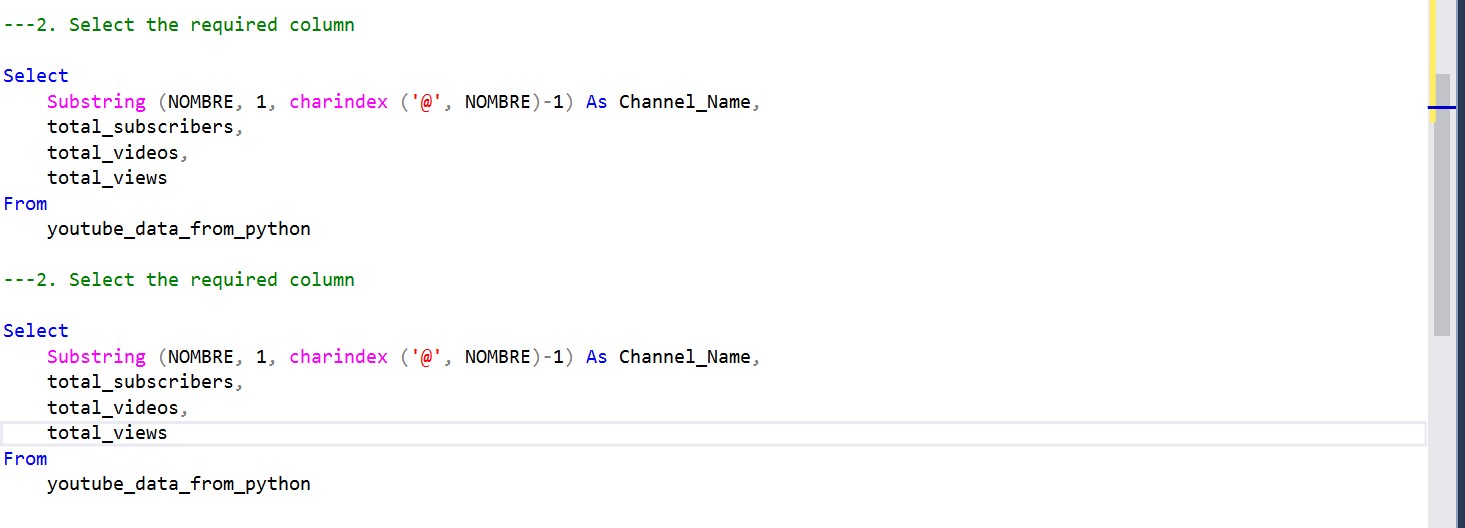 ---2. Select the required column
Select
Substring (NOMBRE, 1, charindex ('@', NOMBRE)-1) As Channel_Name,
total_subscribers,
total_videos,
total_views
From
youtube_data_from_python
---2. Select the required column
Select
Substring (NOMBRE, 1, charindex ('@', NOMBRE)-1) As Channel_Name,
total_subscribers,
total_videos,
total_views
From
youtube_data_from_python